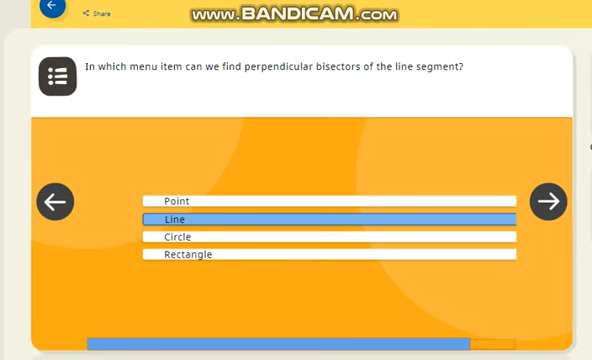 Share
www.BANDICAM.com
In which menu item can we find perpendicular bisectors of the line segment?
Point
Line
Circle
Rectangle